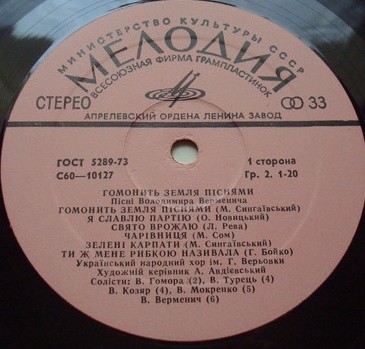 МИНИСТЕРСТВО КУЛЬТУРЫ СССР
МЕЛОДИЯ
ВСЕСОЮЗНАЯ ФИРМА ГРАМПЛАСТИНОК
СТЕРЕО
33
АПРЕЛЕВСКИЙ ОРДЕНА ЛЕНИНА ЗАВОД
ГОСТ 5289-73
1 сторона
С60—10127
Гр. 2. 1-20
ГОМОНИТЬ ЗЕМЛЯ ПІСНЯМИ
Пісні Володимира Верменича
ГОМОНИТЬ ЗЕМЛЯ ПІСНЯМИ (М. Сингаївський)
Я СЛАВЛЮ ПАРТІЮ (О. Новицький)
СВЯТО ВРОЖАЮ (Л. Рева)
ЧАРІВНИЦЯ (М. Сом)
ЗЕЛЕНІ КАРПАТИ (М. Сингаївський)
ТИ Ж МЕНЕ РИБКОЮ НАЗИВАЛА (Г. Бойко)
Український народний хор ім. Г. Верьовки
Художній керівник А. Авдієвський
Солісти: В. Гомора (2), В. Турець (4)
В. Козяр (4), В. Мокренко (5)
В. Верменич (6)